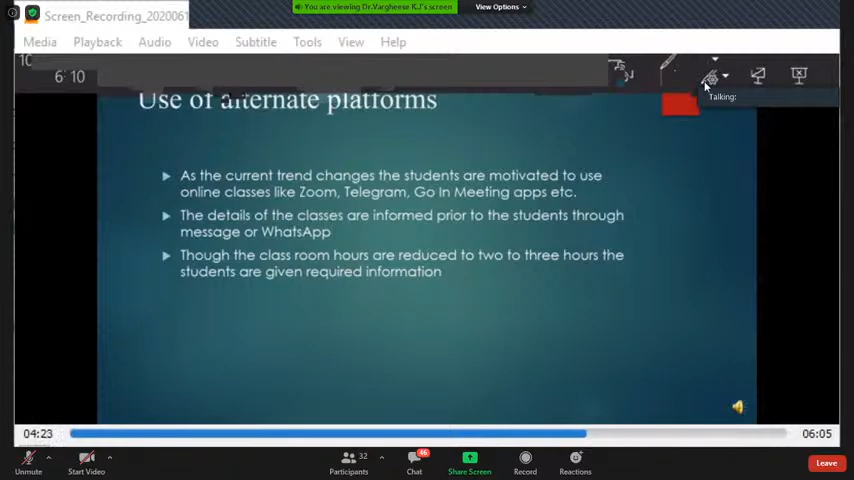 You are viewing Dr.Vargheese K.J's screen
View Options
Screen_Recording_2020061
Media Playback Audio Video Subtitle Tools View Help
10
6:10
Talking:
Use of alternate platforms
As the current trend changes the students are motivated to use
online classes like Zoom, Telegram, Go In Meeting apps etc.
The details of the classes are informed prior to the students through
message or WhatsApp
Though the class room hours are reduced to two to three hours the
students are given required information
04:23
06:05
32
46
Unmute Start Video Participants Chat Share Screen Record Reactions
Leave